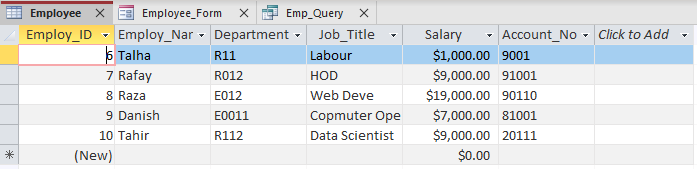 Employee Employee_Form Emp_Query
Employ_ID Employ_Nar Department Job_Title Salary Account_No Click to Add
6 Talha R11 Labour $1,000.00 9001
7 Rafay R012 HOD $9,000.00 91001
8 Raza E012 Web Deve $19,000.00 90110
9 Danish E0011 Copmuter Ope $7,000.00 81001
10 Tahir R112 Data Scientist $9,000.00 20111
(New) $0.00